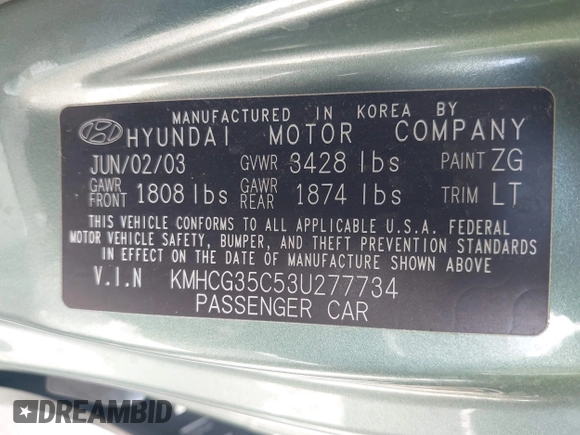 MANUFACTURED IN KOREA BY
HYUNDAI MOTOR COMPANY
JUN/02/03 GVWR 3428 lbs PAINT ZG
GAWR FRONT 1808 lbs GAWR REAR 1874 lbs TRIM LT
THIS VEHICLE CONFORMS TO ALL APPLICABLE U.S.A. FEDERAL
MOTOR VEHICLE SAFETY, BUMPER, AND THEFT PREVENTION STANDARDS
IN EFFECT ON THE DATE OF MANUFACTURE SHOWN ABOVE
V.I.N KMHCG35C53U277734
PASSENGER CAR
DREAMBID